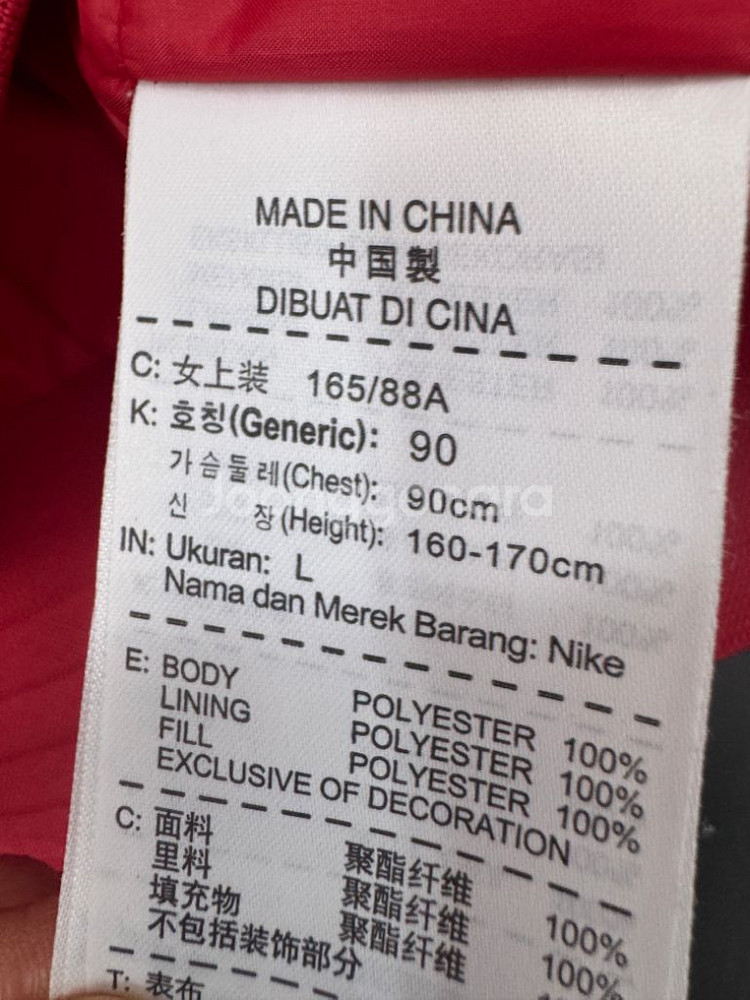 MADE IN CHINA
中国製
DIBUAT DI CINA
C: 女上装 165/88A
K: 호칭(Generic): 90
가슴둘레(Chest): 90cm
신 장(Height): 160-170cm
IN: Ukuran: L
Nama dan Merek Barang: Nike
E: BODY POLYESTER 100%
LINING POLYESTER 100%
FILL POLYESTER 100%
EXCLUSIVE OF DECORATION
C: 面料 聚酯纤维 100%
里料 聚酯纤维 100%
填充物 聚酯纤维
不包括装饰部分
T: 表布